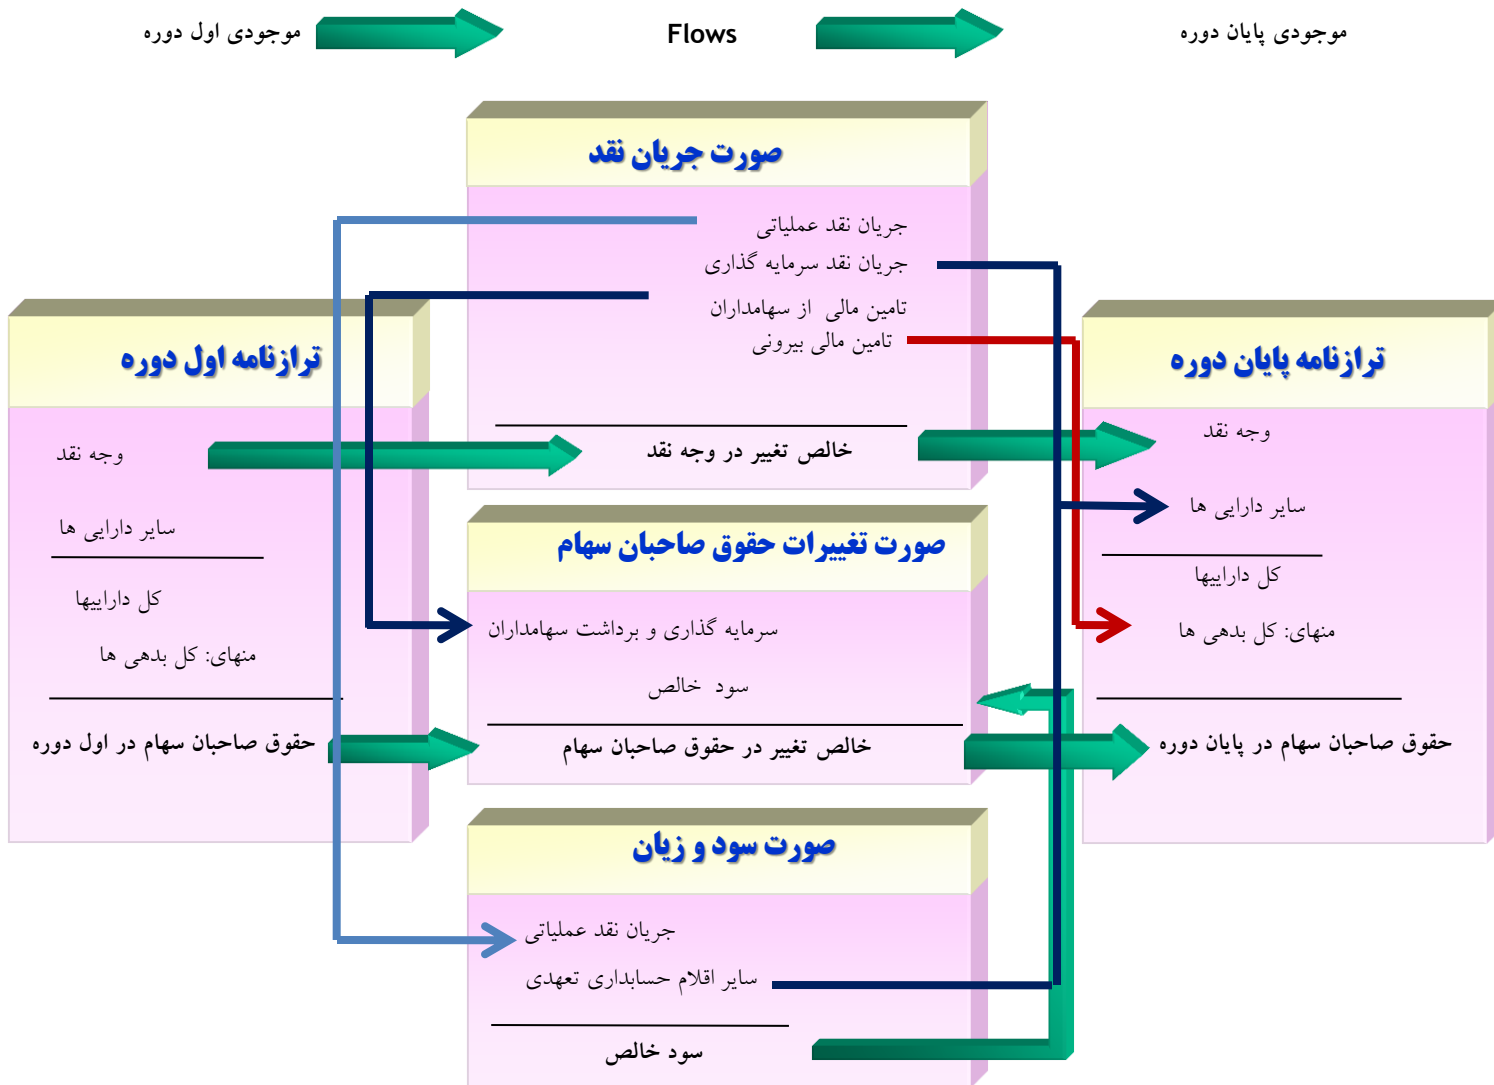 موجودی اول دوره
Flows
موجودی پایان دوره
صورت جریان نقد
جریان نقد عملیاتی
جریان نقد سرمایه گذاری
تامین مالی از سهامداران
تامین مالی بیرونی
خالص تغییر در وجه نقد
ترازنامه اول دوره
وجه نقد
سایر دارایی ها
کل داراییها
منهای: کل بدهی ها
حقوق صاحبان سهام در اول دوره
صورت تغییرات حقوق صاحبان سهام
سرمایه گذاری و برداشت سهامداران
سود خالص
خالص تغییر در حقوق صاحبان سهام
صورت سود و زیان
جریان نقد عملیاتی
سایر اقلام حسابداری تعهدی
سود خالص
ترازنامه پایان دوره
وجه نقد
سایر دارایی ها
کل داراییها
منهای: کل بدهی ها
حقوق صاحبان سهام در پایان دوره